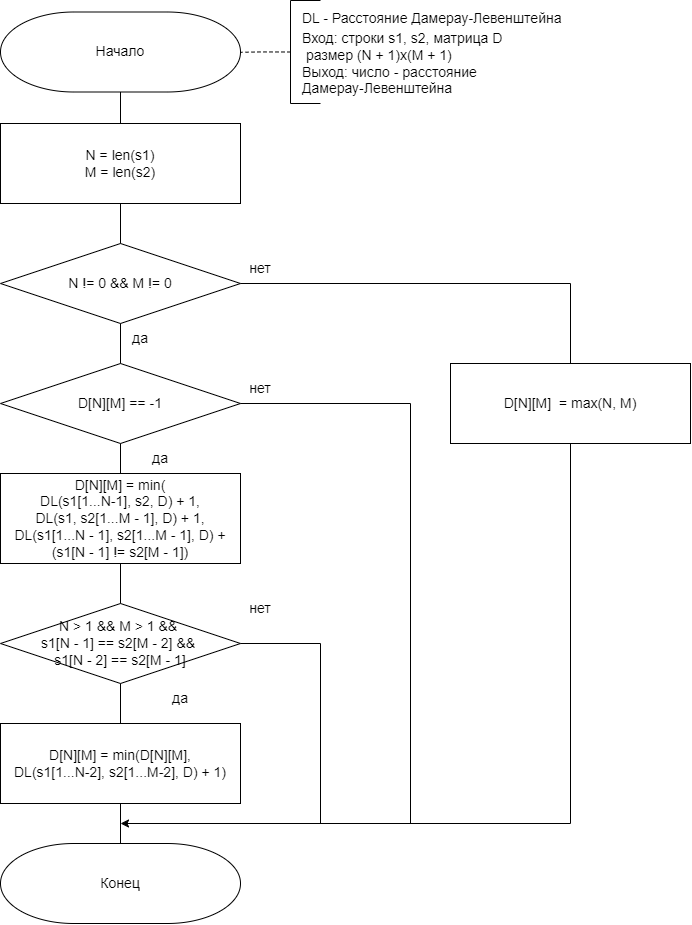 Начало
DL - Расстояние Дамерау-Левенштейна
Вход: строки s1, s2, матрица D
размер (N + 1)x(M + 1)
Выход: число - расстояние
Дамерау-Левенштейна
N = len(s1)
M = len(s2)
N != 0 && M != 0
нет
да
D[N][M] == -1
нет
D[N][M] = max(N, M)
да
D[N][M] = min(
DL(s1[1...N-1], s2, D) + 1,
DL(s1, s2[1...M - 1], D) + 1,
DL(s1[1...N - 1], s2[1...M - 1], D) +
(s1[N - 1] != s2[M - 1])
нет
N > 1 && M > 1 &&
s1[N - 1] == s2[M - 2] &&
s1[N - 2] == s2[M - 1]
да
D[N][M] = min(D[N][M],
DL(s1[1...N-2], s2[1...M-2], D) + 1)
Конец